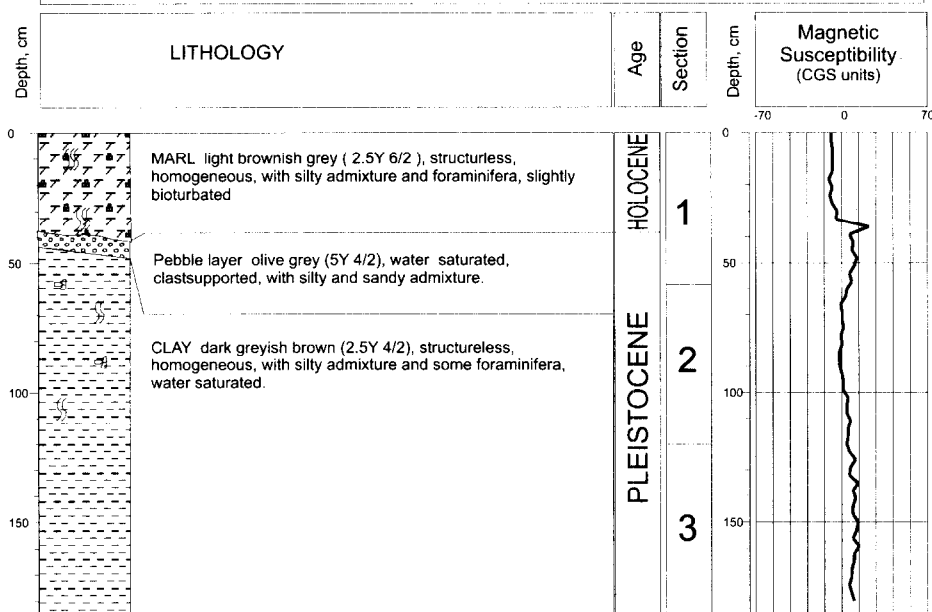 Depth, cm
LITHOLOGY
Age
Section
Depth, cm
Magnetic
Susceptibility
(CGS units)
-70
0
70
0
50
100
150
MARL light brownish grey ( 2.5Y 6/2 ), structurless,
homogeneous, with silty admixture and foraminifera, slightly
bioturbated
Pebble layer olive grey (5Y 4/2), water saturated,
clastsupported, with silty and sandy admixture.
CLAY dark greyish brown (2.5Y 4/2), structureless,
homogeneous, with silty admixture and some foraminifera,
water saturated.
HOLOCENE
PLEISTOCENE
1
2
3
0
50
100
150